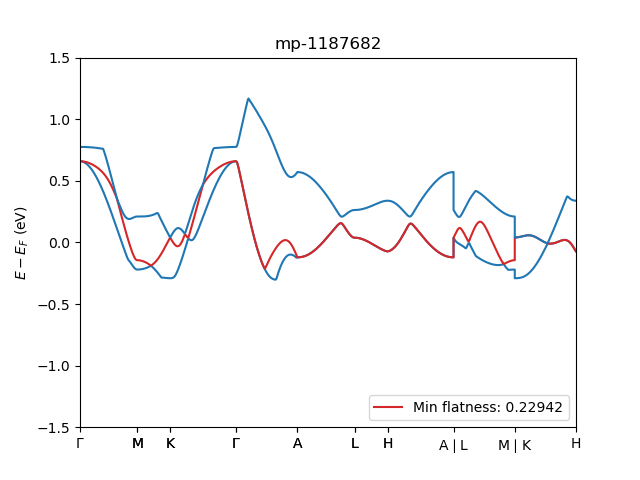 mp-1187682
E − E_F (eV)
1.5
1.0
0.5
0.0
−0.5
−1.0
−1.5
Min flatness: 0.22942
Γ M K Γ A L H A | L M | K H